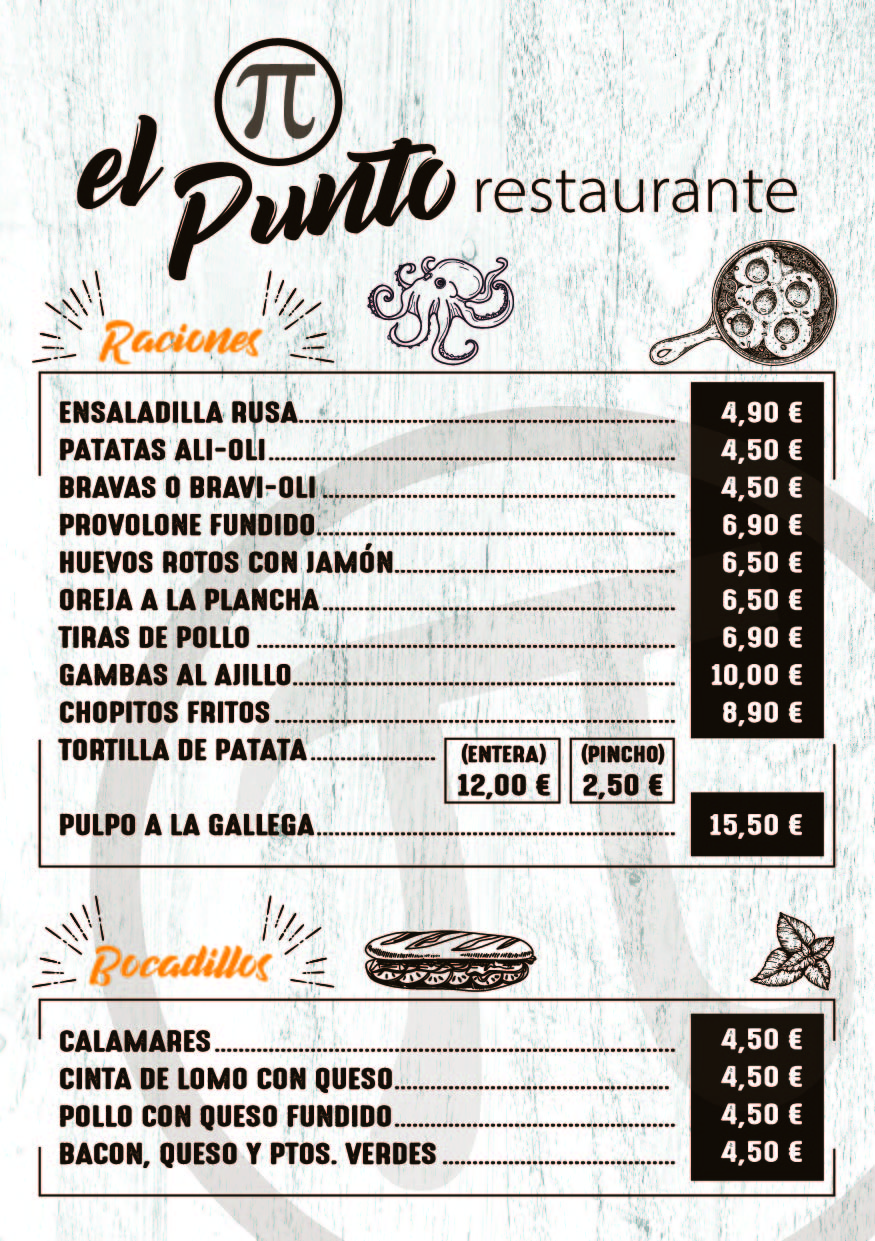 π
el Punto restaurante
Raciones
ENSALADILLA RUSA 4,90 €
PATATAS ALI-OLI 4,50 €
BRAVAS O BRAVI-OLI 4,50 €
PROVOLONE FUNDIDO 6,90 €
HUEVOS ROTOS CON JAMÓN 6,50 €
OREJA A LA PLANCHA 6,50 €
TIRAS DE POLLO 6,90 €
GAMBAS AL AJILLO 10,00 €
CHOPITOS FRITOS 8,90 €
TORTILLA DE PATATA (ENTERA) (PINCHO)
12,00 € 2,50 €
PULPO A LA GALLEGA 15,50 €
Bocadillos
CALAMARES 4,50 €
CINTA DE LOMO CON QUESO 4,50 €
POLLO CON QUESO FUNDIDO 4,50 €
BACON, QUESO Y PTOS. VERDES 4,50 €